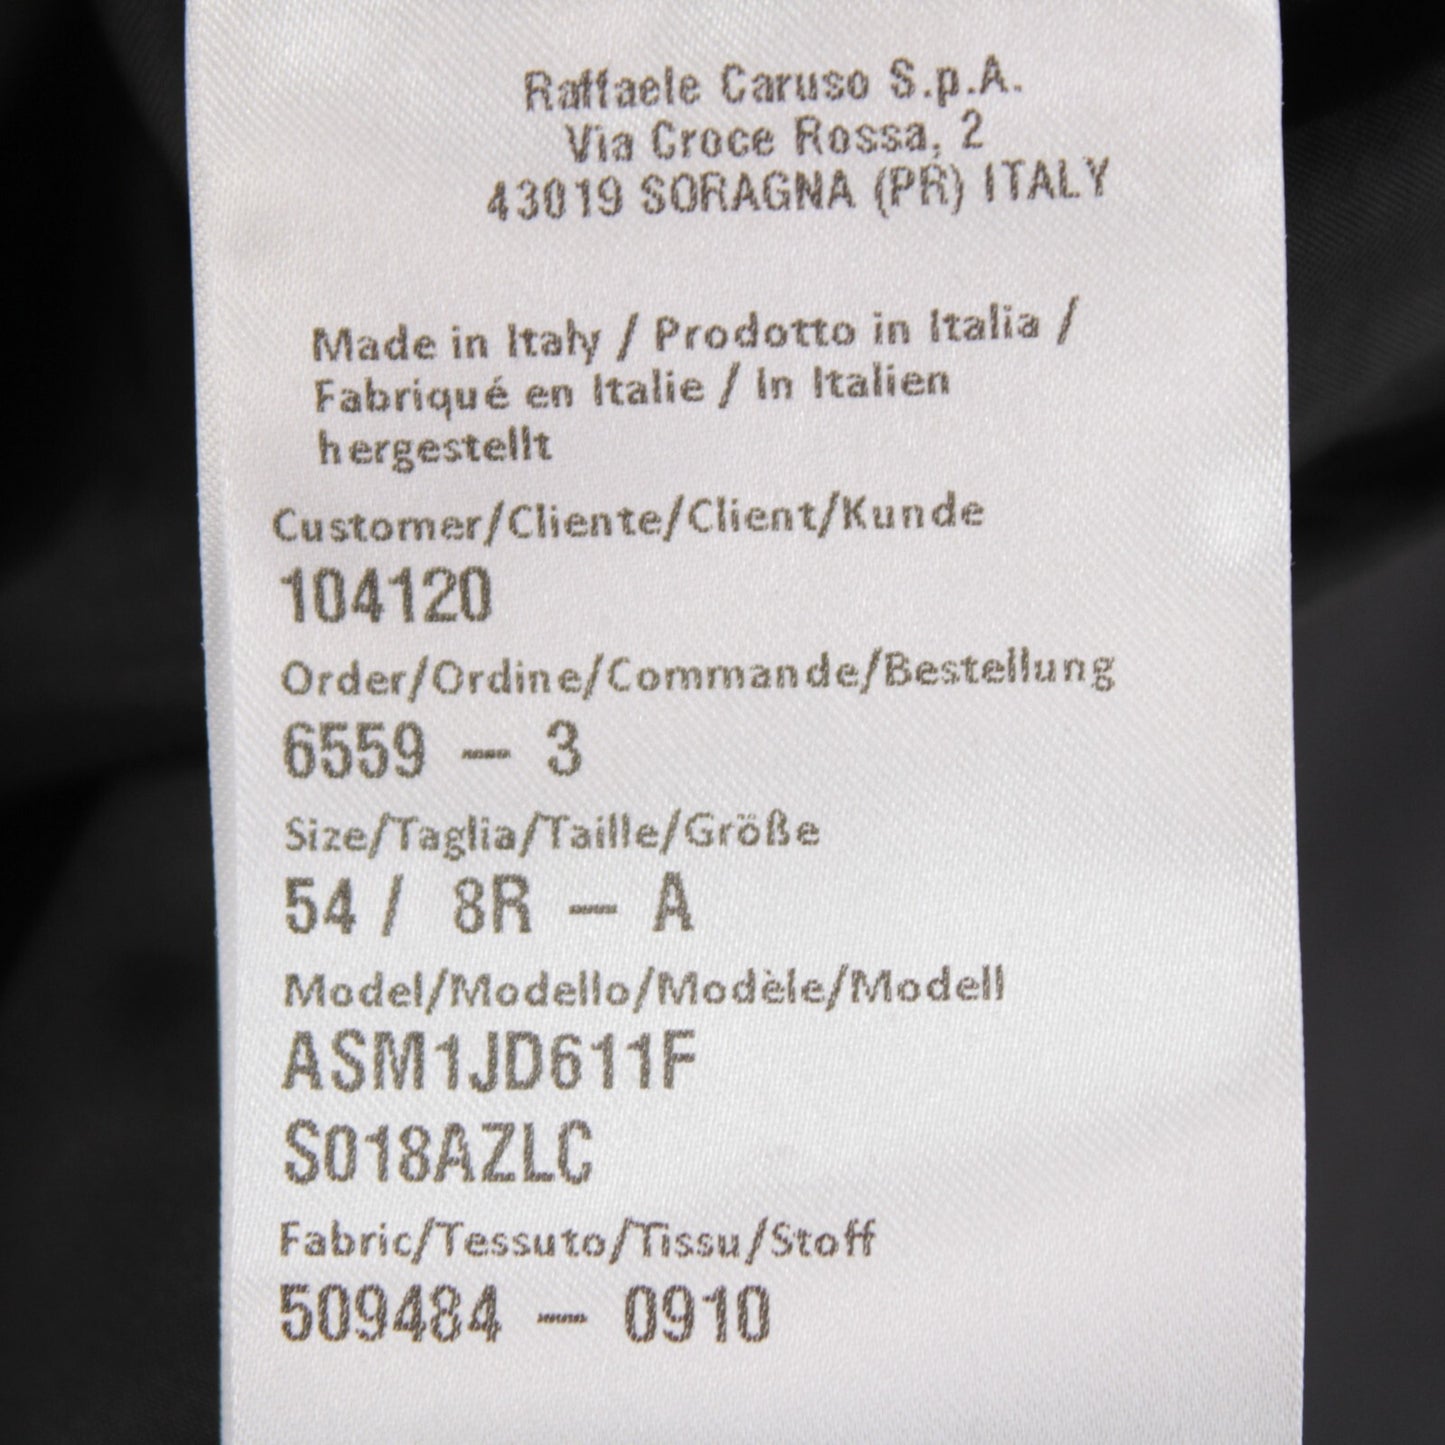 Raffaele Caruso S.p.A.
Via Croce Rossa, 2
43019 SORAGNA (PR) ITALY
Made in Italy / Prodotto in Italia /
Fabriqué en Italie / In Italien
hergestellt
Customer/Cliente/Client/Kunde
104120
Order/Ordine/Commande/Bestellung
6559 – 3
Size/Taglia/Taille/Größe
54 / 8R – A
Model/Modello/Modèle/Modell
ASM1JD611F
S018AZLC
Fabric/Tessuto/Tissu/Stoff
509484 – 0910